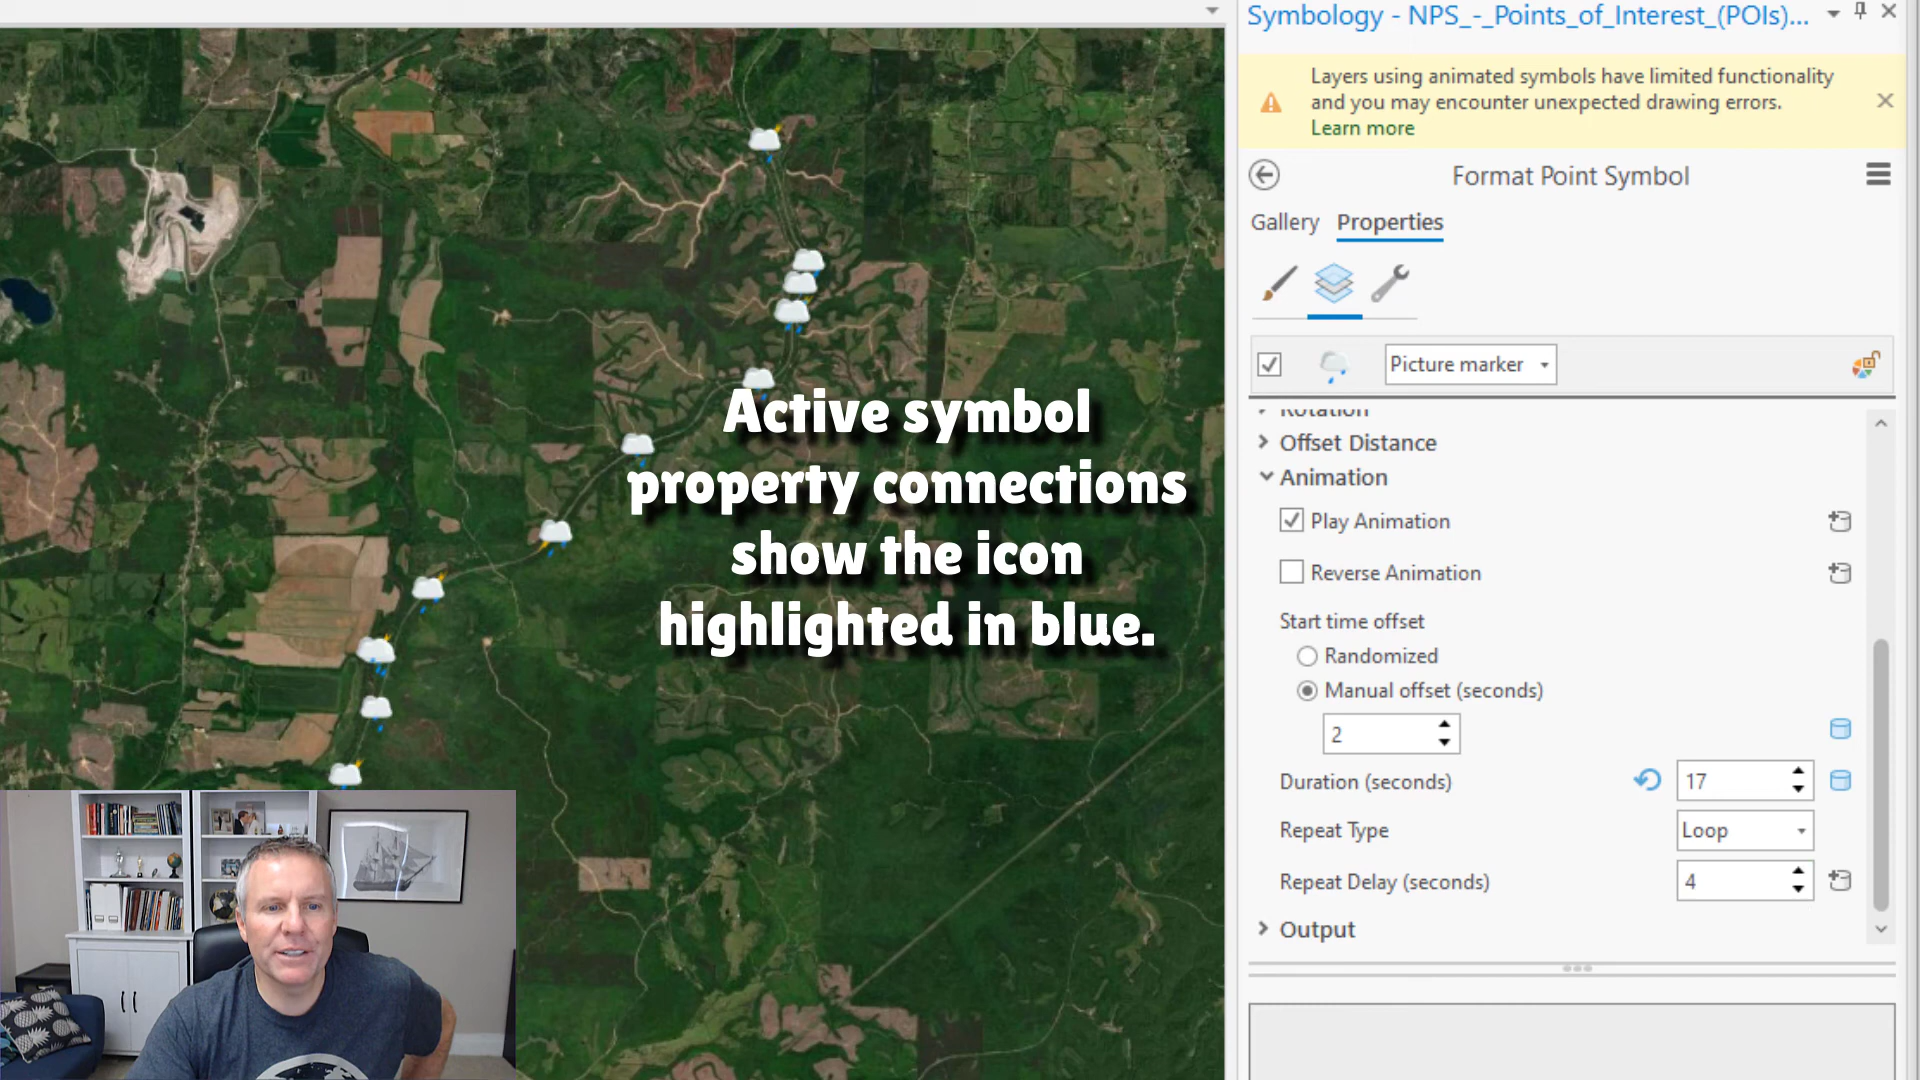 Symbology - NPS_-_Points_of_Interest_(POIs)...
Layers using animated symbols have limited functionality
and you may encounter unexpected drawing errors.
Learn more
Format Point Symbol
Gallery Properties
Picture marker
Rotation
Offset Distance
Animation
Play Animation
Reverse Animation
Start time offset
Randomized
Manual offset (seconds)
2
Duration (seconds) 17
Repeat Type Loop
Repeat Delay (seconds) 4
Output
Active symbol
property connections
show the icon
highlighted in blue.